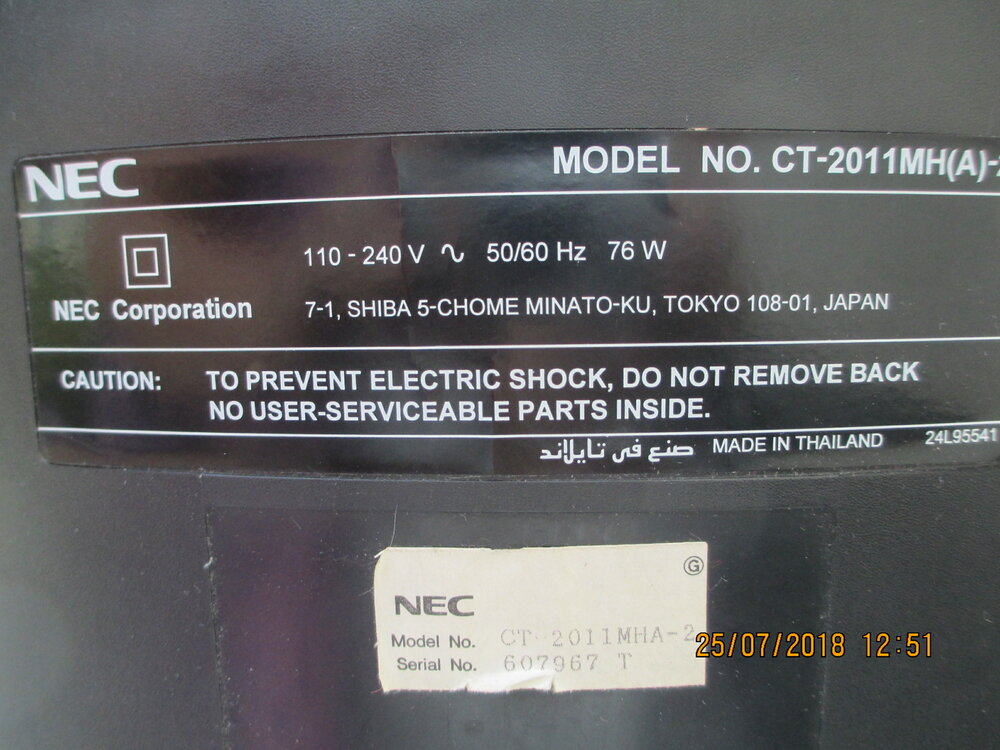 NEC
MODEL NO. CT-2011MH(A)-
110 - 240 V ∿ 50/60 Hz 76 W
NEC Corporation
7-1, SHIBA 5-CHOME MINATO-KU, TOKYO 108-01, JAPAN
CAUTION: TO PREVENT ELECTRIC SHOCK, DO NOT REMOVE BACK
NO USER-SERVICEABLE PARTS INSIDE.
صنع فى تايلاند MADE IN THAILAND 24L95541
G
NEC
Model No. CT-2011MHA-2
Serial No. 607967 T
25/07/2018 12:51